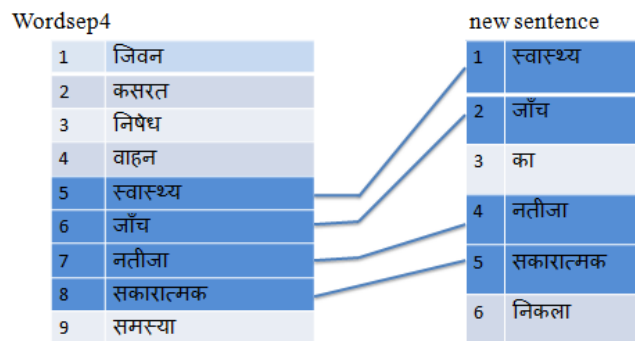 Wordsep4
1 जिवन
2 कसरत
3 निषेध
4 वाहन
5 स्वास्थ्य
6 जाँच
7 नतीजा
8 सकारात्मक
9 समस्या
new sentence
1 स्वास्थ्य
2 जाँच
3 का
4 नतीजा
5 सकारात्मक
6 निकला